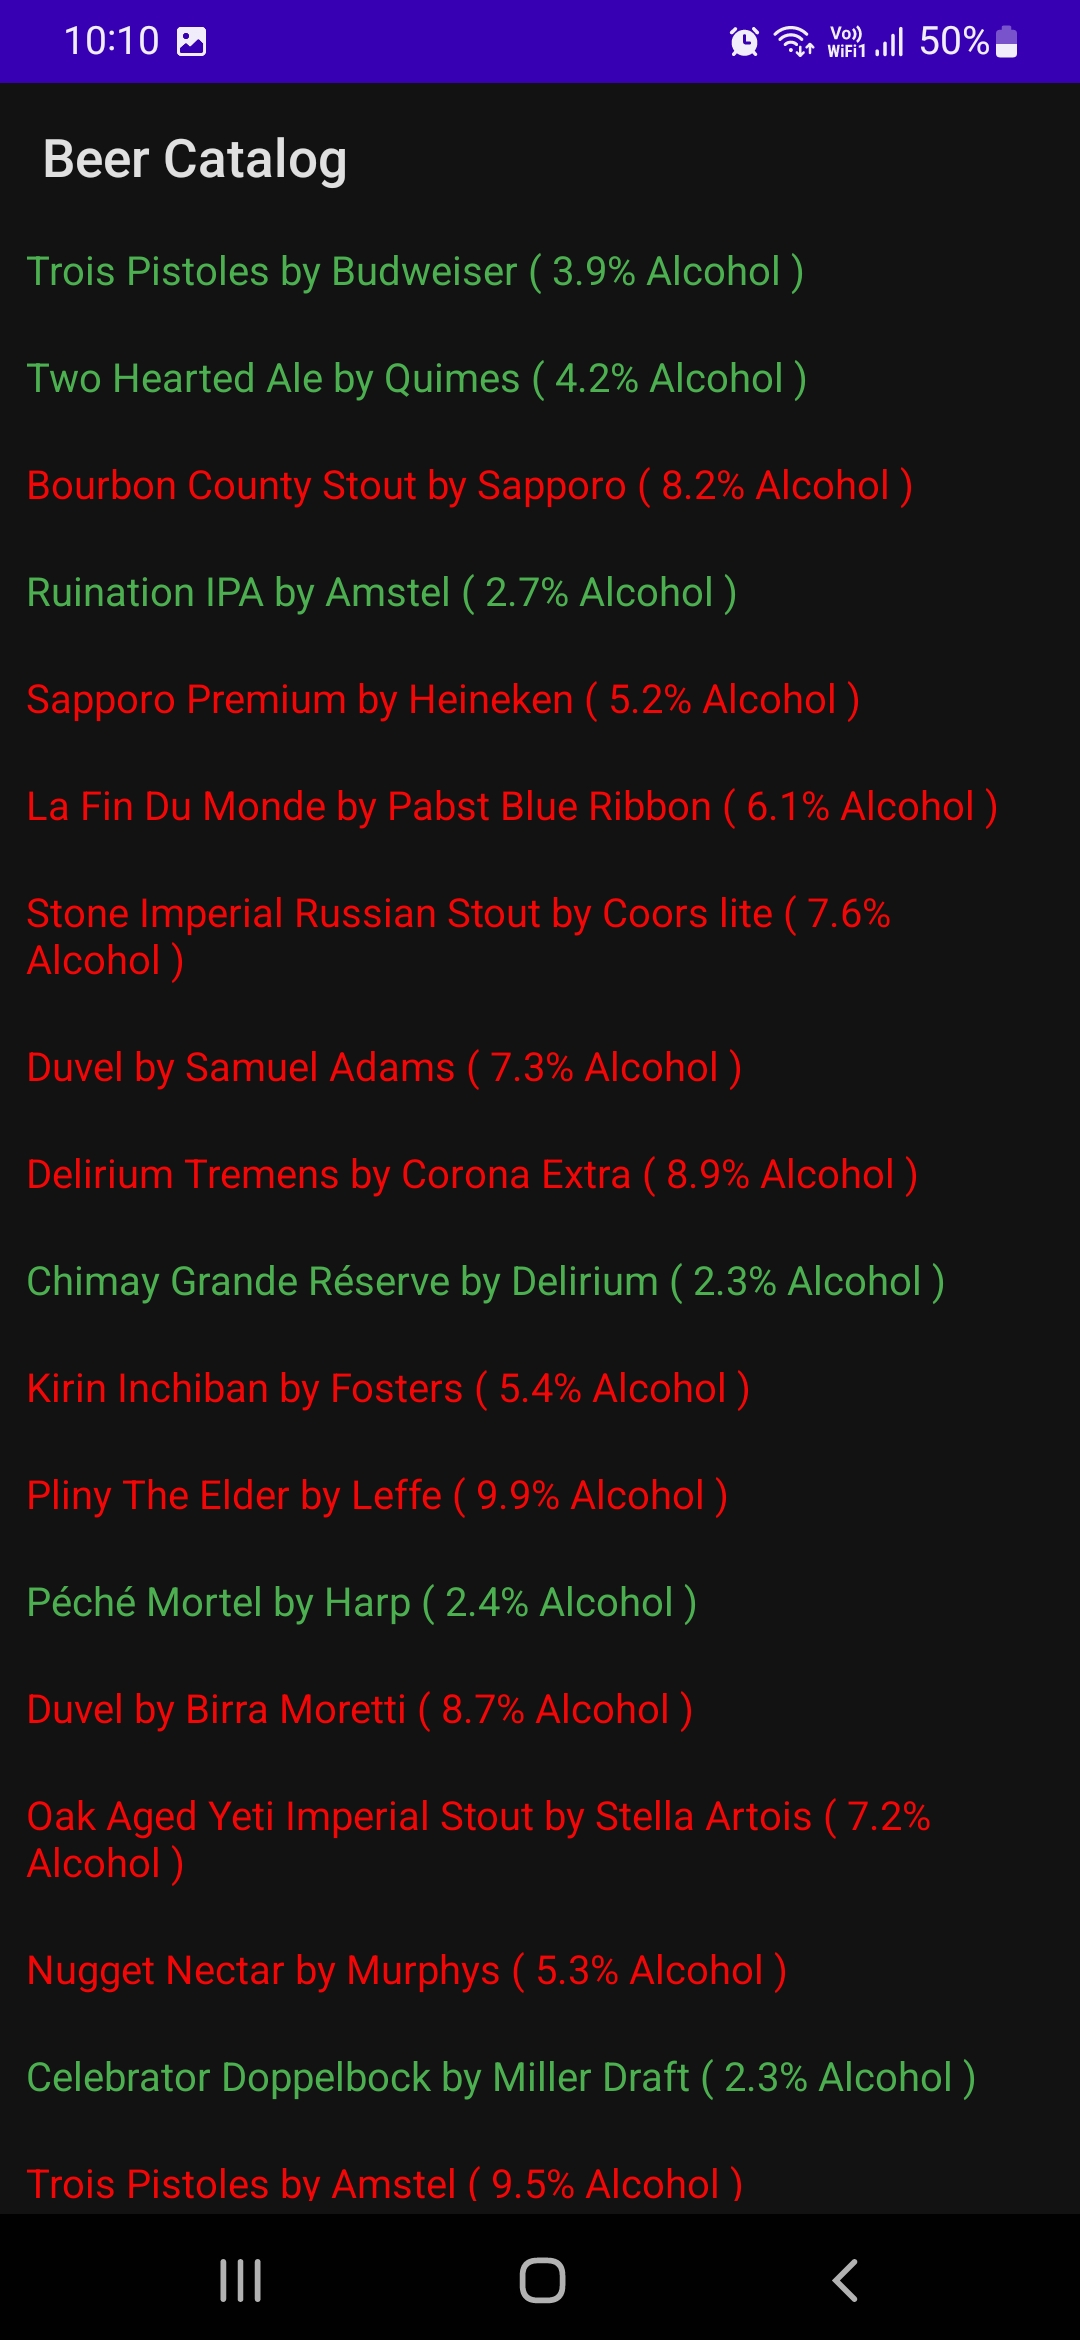 10:10
Vo)) WiFi1 50%
Beer Catalog
Trois Pistoles by Budweiser ( 3.9% Alcohol )
Two Hearted Ale by Quimes ( 4.2% Alcohol )
Bourbon County Stout by Sapporo ( 8.2% Alcohol )
Ruination IPA by Amstel ( 2.7% Alcohol )
Sapporo Premium by Heineken ( 5.2% Alcohol )
La Fin Du Monde by Pabst Blue Ribbon ( 6.1% Alcohol )
Stone Imperial Russian Stout by Coors lite ( 7.6%
Alcohol )
Duvel by Samuel Adams ( 7.3% Alcohol )
Delirium Tremens by Corona Extra ( 8.9% Alcohol )
Chimay Grande Réserve by Delirium ( 2.3% Alcohol )
Kirin Inchiban by Fosters ( 5.4% Alcohol )
Pliny The Elder by Leffe ( 9.9% Alcohol )
Péché Mortel by Harp ( 2.4% Alcohol )
Duvel by Birra Moretti ( 8.7% Alcohol )
Oak Aged Yeti Imperial Stout by Stella Artois ( 7.2%
Alcohol )
Nugget Nectar by Murphys ( 5.3% Alcohol )
Celebrator Doppelbock by Miller Draft ( 2.3% Alcohol )
Trois Pistoles by Amstel ( 9.5% Alcohol )